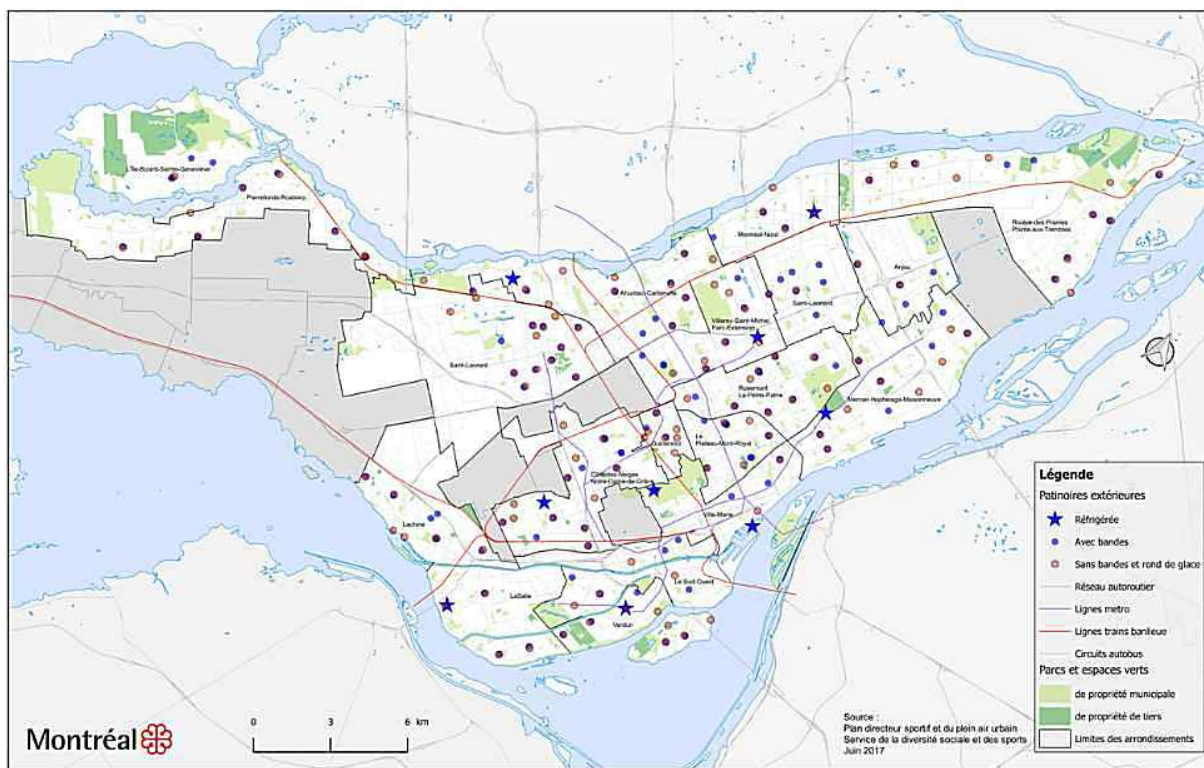 L'Île-Bizard-Sainte-Geneviève
Pierrefonds-Roxboro
Montréal-Nord
Rivière-des-Prairies
Pointe-aux-Trembles
Anjou
Ahuntsic-Cartierville
Saint-Léonard
Villeray-Saint-Michel
Parc-Extension
Saint-Laurent
Rosemont
La Petite-Patrie
Mercier-Hochelaga-Maisonneuve
Outremont
Le
Plateau-Mont-Royal
Côte-des-Neiges
Notre-Dame-de-Grâce
Ville-Marie
Lachine
Le Sud-Ouest
LaSalle
Verdun
Légende
Patinoires extérieures
Réfrigérée
Avec bandes
Sans bandes et rond de glace
Réseau autoroutier
Lignes métro
Lignes trains banlieue
Circuits autobus
Parcs et espaces verts
de propriété municipale
de propriété de tiers
Limites des arrondissements
Montréal
0 3 6 km
Source :
Plan directeur sportif et du plein air urbain
Service de la diversité sociale et des sports
Juin 2017